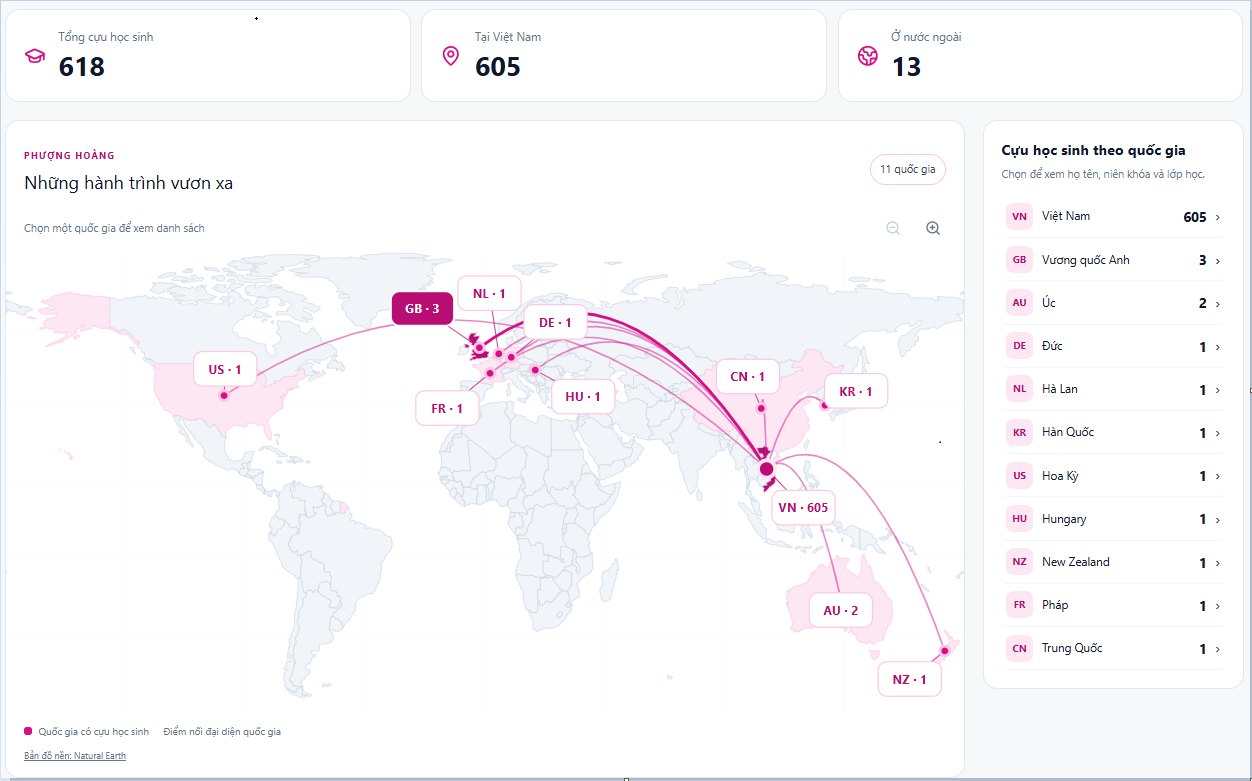 Tổng cựu học sinh
618
Tại Việt Nam
605
Ở nước ngoài
13
PHƯỢNG HOÀNG
Những hành trình vươn xa
11 quốc gia
Chọn một quốc gia để xem danh sách
GB · 3
NL · 1
DE · 1
US · 1
FR · 1
HU · 1
CN · 1
KR · 1
VN · 605
AU · 2
NZ · 1
Quốc gia có cựu học sinh
Điểm nối đại diện quốc gia
Bản đồ nền: Natural Earth
Cựu học sinh theo quốc gia
Chọn để xem họ tên, niên khóa và lớp học.
VN Việt Nam 605 ›
GB Vương quốc Anh 3 ›
AU Úc 2 ›
DE Đức 1 ›
NL Hà Lan 1 ›
KR Hàn Quốc 1 ›
US Hoa Kỳ 1 ›
HU Hungary 1 ›
NZ New Zealand 1 ›
FR Pháp 1 ›
CN Trung Quốc 1 ›